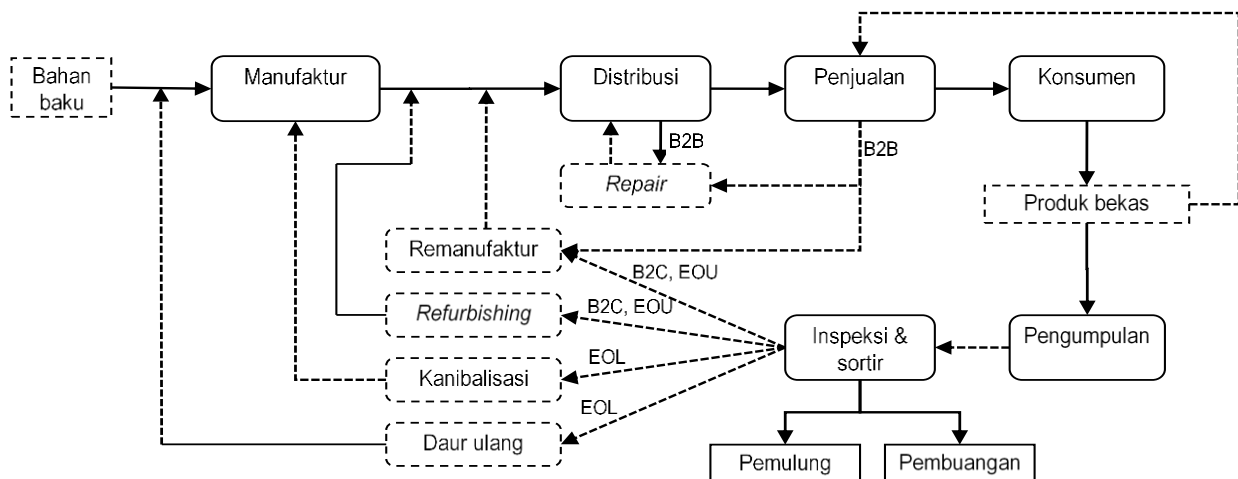 Bahan
baku
Manufaktur
Distribusi
Penjualan
Konsumen
B2B
B2B
Repair
Produk bekas
Remanufaktur
B2C, EOU
Refurbishing
B2C, EOU
Inspeksi &
sortir
Pengumpulan
Kanibalisasi
EOL
Daur ulang
EOL
Pemulung
Pembuangan